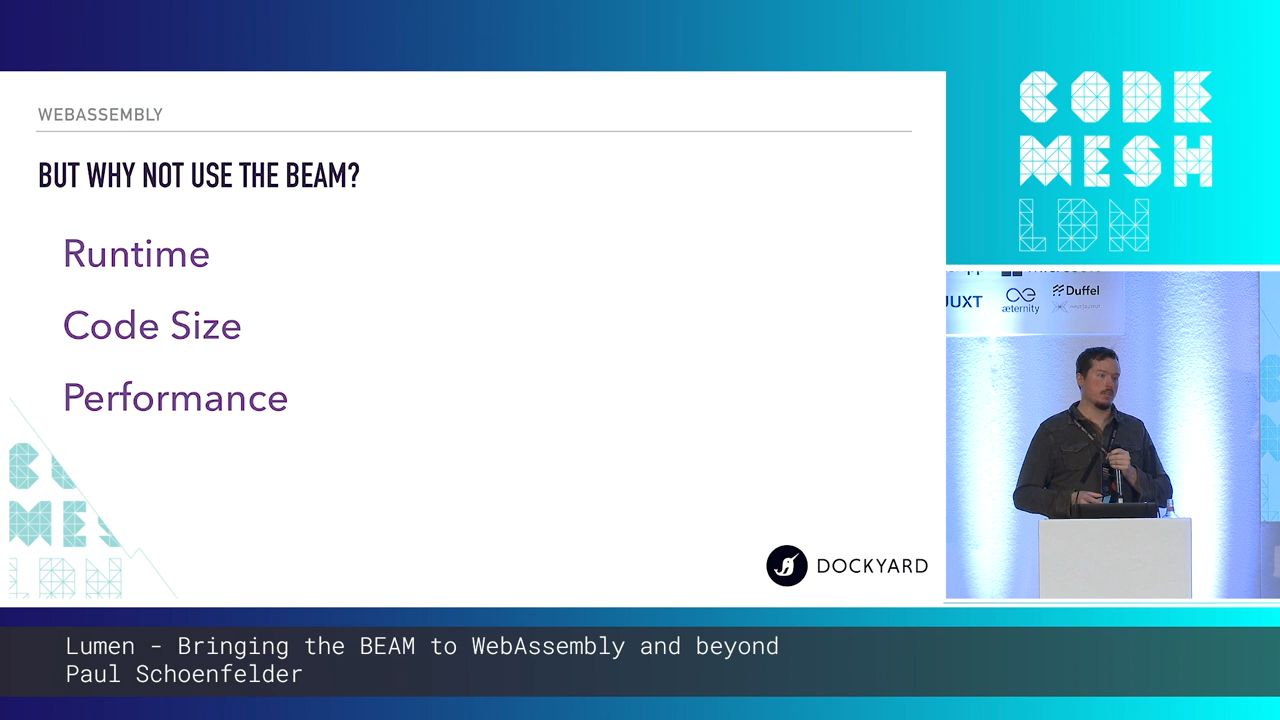 WEBASSEMBLY
BUT WHY NOT USE THE BEAM?
Runtime
Code Size
Performance
DOCKYARD
CODE
MESH
LDN
JUXT
æternity
Duffel
Lumen - Bringing the BEAM to WebAssembly and beyond
Paul Schoenfelder